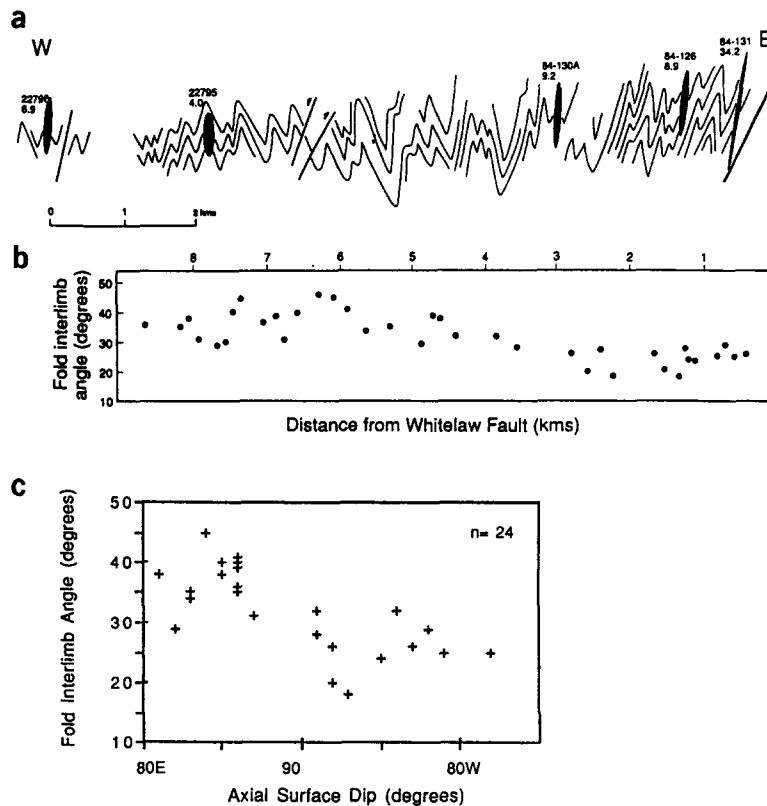 a
W
E
22796
6.9
22795
4.0
84-130A
9.2
84-126
8.9
84-131
34.2
0 1 2 kms
b
8 7 6 5 4 3 2 1
Fold interlimb
angle (degrees)
50
40
30
20
10
Distance from Whitelaw Fault (kms)
c
Fold Interlimb Angle (degrees)
50
40
30
20
10
n= 24
80E 90 80W
Axial Surface Dip (degrees)